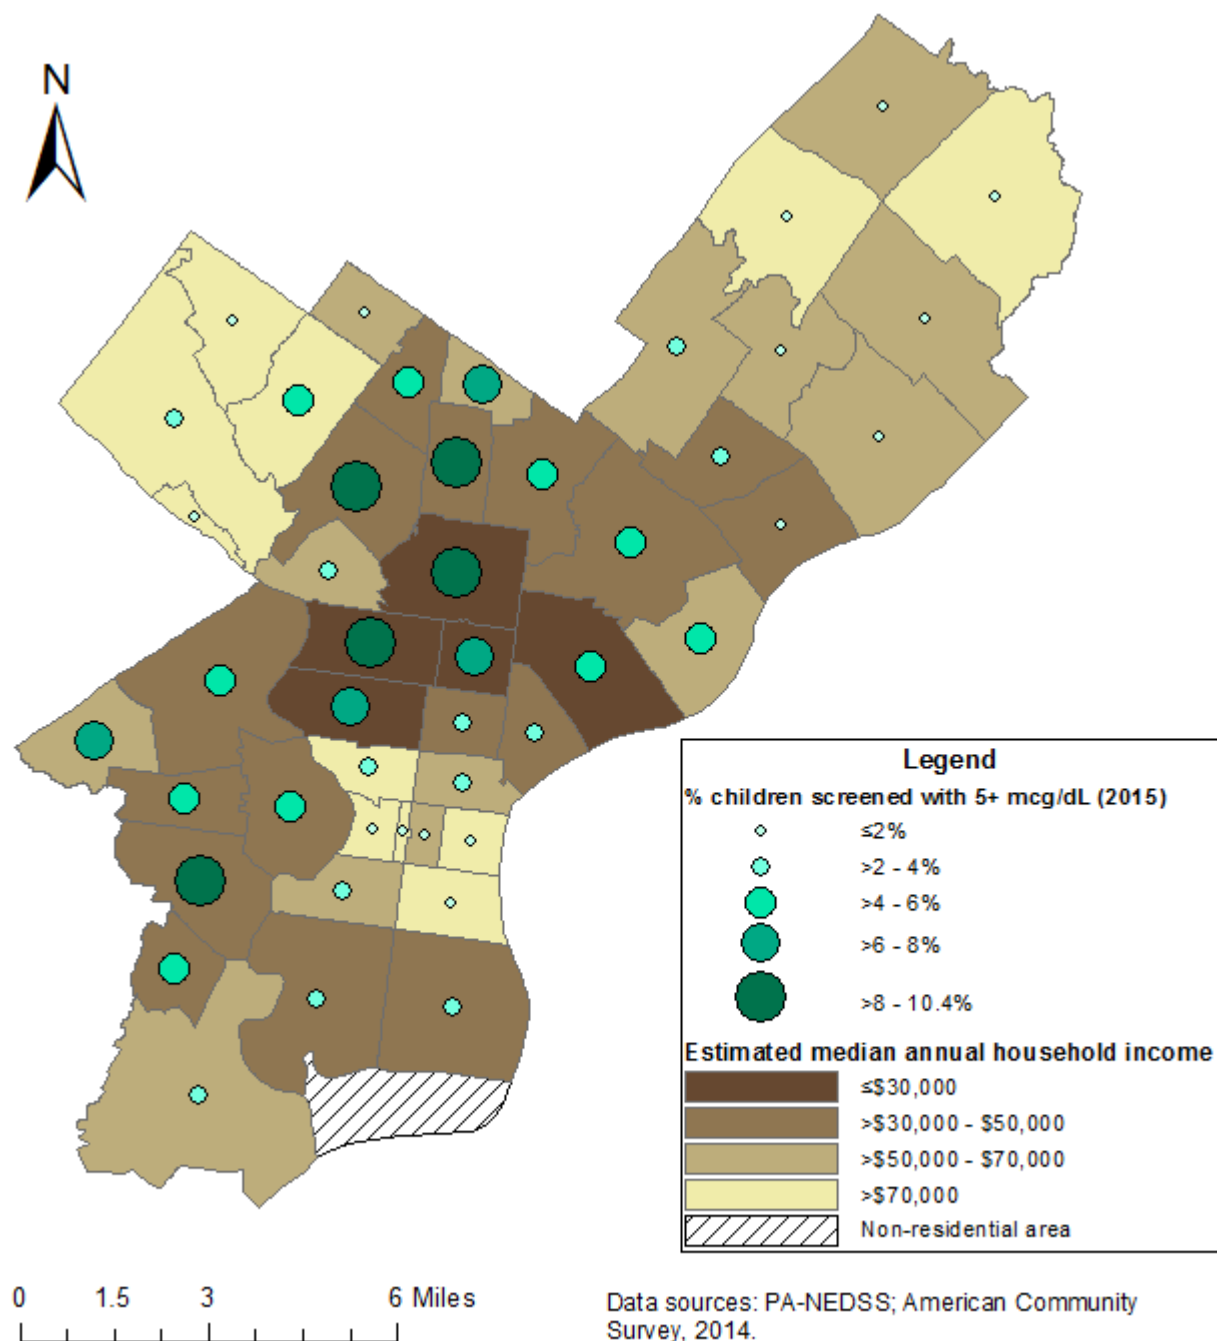 N
Legend
% children screened with 5+ mcg/dL (2015)
≤2%
>2 - 4%
>4 - 6%
>6 - 8%
>8 - 10.4%
Estimated median annual household income
≤$30,000
>$30,000 - $50,000
>$50,000 - $70,000
>$70,000
Non-residential area
0 1.5 3 6 Miles
Data sources: PA-NEDSS; American Community
Survey, 2014.